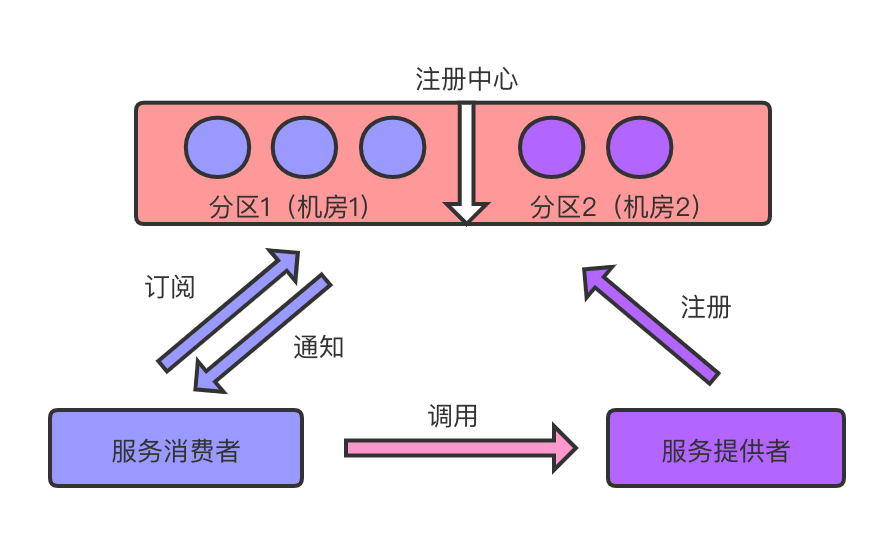 注册中心
分区1（机房1）
分区2（机房2）
订阅
注册
通知
调用
服务消费者
服务提供者